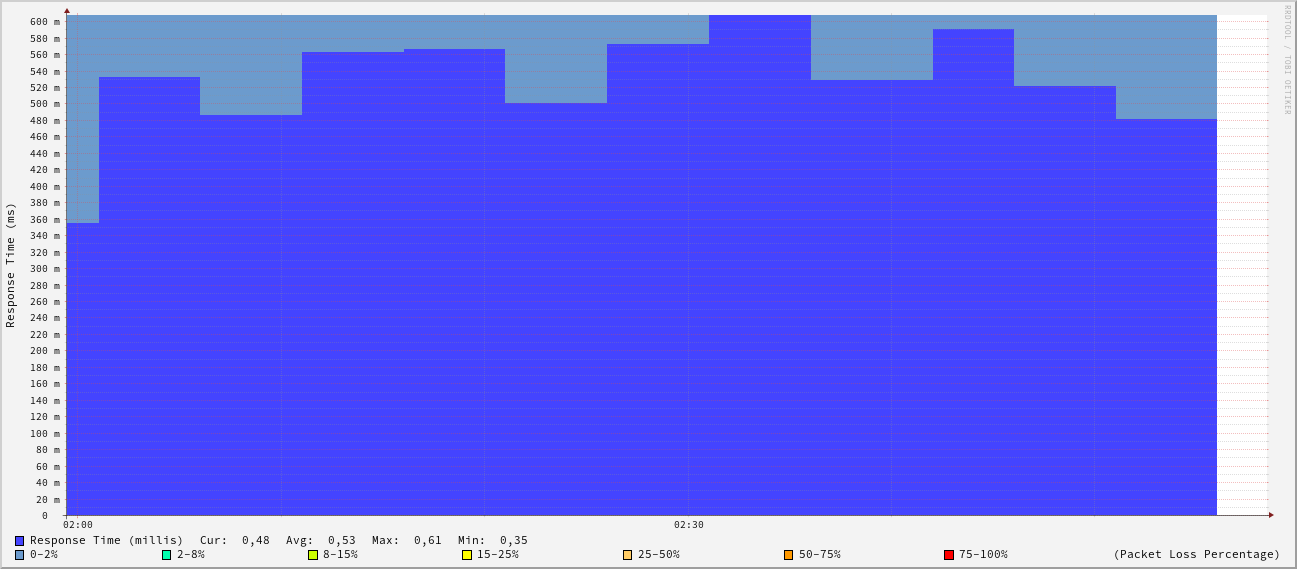 RRDTOOL / TOBI OETIKER
Response Time (ms)
600 m
580 m
560 m
540 m
520 m
500 m
480 m
460 m
440 m
420 m
400 m
380 m
360 m
340 m
320 m
300 m
280 m
260 m
240 m
220 m
200 m
180 m
160 m
140 m
120 m
100 m
80 m
60 m
40 m
20 m
0
02:00 02:30
Response Time (millis) Cur: 0,48 Avg: 0,53 Max: 0,61 Min: 0,35
0-2% 2-8% 8-15% 15-25% 25-50% 50-75% 75-100% (Packet Loss Percentage)